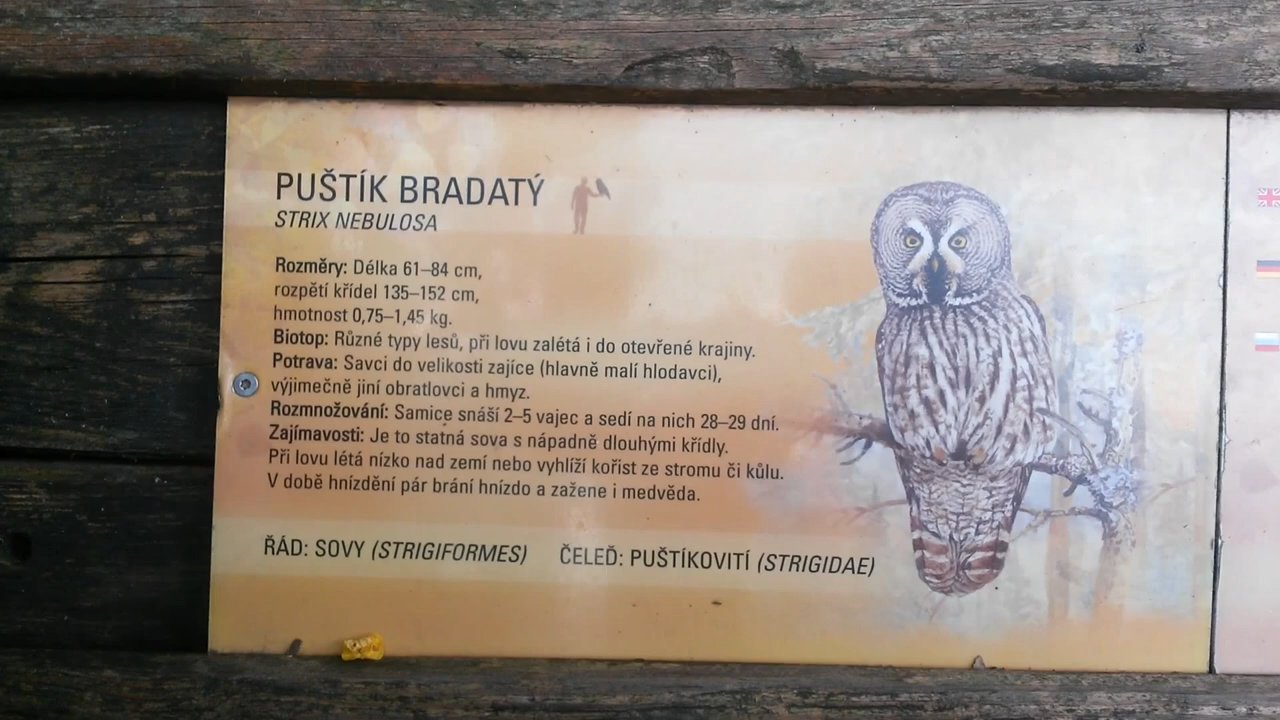 PUŠTÍK BRADATÝ
STRIX NEBULOSA
Rozměry: Délka 61–84 cm,
rozpětí křídel 135–152 cm,
hmotnost 0,75–1,45 kg.
Biotop: Různé typy lesů, při lovu zalétá i do otevřené krajiny.
Potrava: Savci do velikosti zajíce (hlavně malí hlodavci),
výjimečně jiní obratlovci a hmyz.
Rozmnožování: Samice snáší 2–5 vajec a sedí na nich 28–29 dní.
Zajímavosti: Je to statná sova s nápadně dlouhými křídly.
Při lovu létá nízko nad zemí nebo vyhlíží kořist ze stromu či kůlu.
V době hnízdění pár brání hnízdo a zažene i medvěda.
ŘÁD: SOVY (STRIGIFORMES) ČELEĎ: PUŠTÍKOVITÍ (STRIGIDAE)